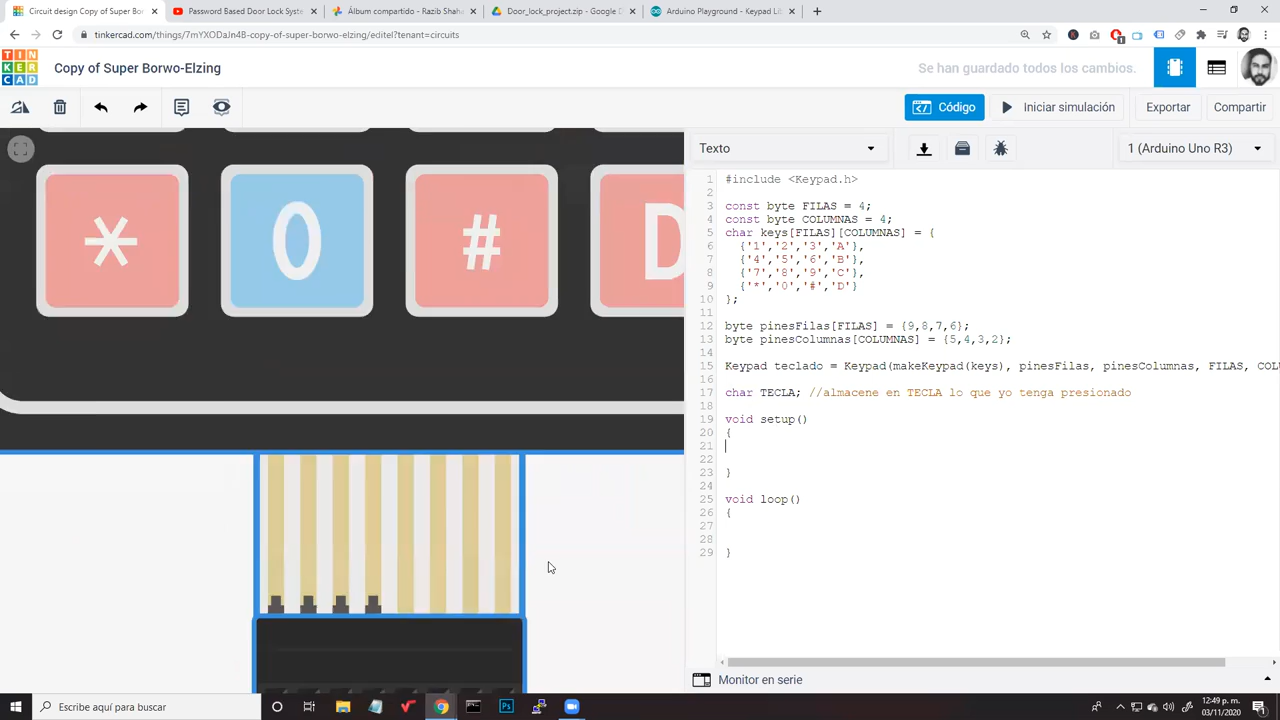 Circuit design Copy of Super Bor
Password Based Door Lock Syste
Álbum compartido - Razib Shahe
Door_lock_project.zip - Google D
Arduino Playground - Keypad Lib
tinkercad.com/things/7mYXODaJn4B-copy-of-super-borwo-elzing/editel?tenant=circuits
TIN
KER
CAD
Copy of Super Borwo-Elzing
Se han guardado todos los cambios.
Código
Iniciar simulación
Exportar
Compartir
Texto
1 (Arduino Uno R3)
* 0 # D
1 #include <Keypad.h>
2
3 const byte FILAS = 4;
4 const byte COLUMNAS = 4;
5 char keys[FILAS][COLUMNAS] = {
6 {'1','2','3','A'},
7 {'4','5','6','B'},
8 {'7','8','9','C'},
9 {'*','0','#','D'}
10 };
11
12 byte pinesFilas[FILAS] = {9,8,7,6};
13 byte pinesColumnas[COLUMNAS] = {5,4,3,2};
14
15 Keypad teclado = Keypad(makeKeypad(keys), pinesFilas, pinesColumnas, FILAS, COL
16
17 char TECLA; //almacene en TECLA lo que yo tenga presionado
18
19 void setup()
20 {
21
22
23 }
24
25 void loop()
26 {
27
28
29 }
Monitor en serie
Escribe aquí para buscar
12:49 p. m.
03/11/2020